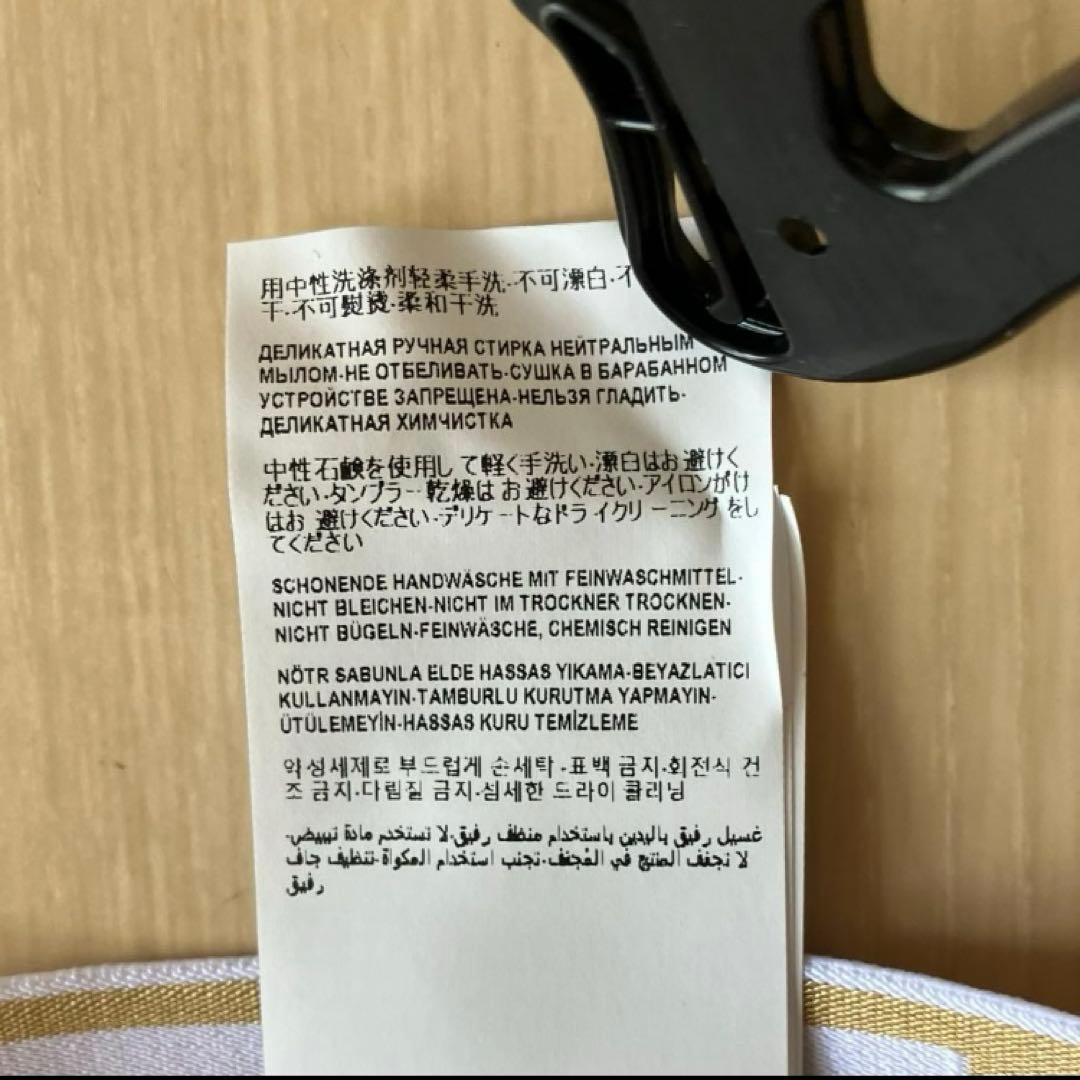 用中性洗涤剂轻柔手洗-不可漂白-不
干-不可熨烫-柔和干洗
ДЕЛИКАТНАЯ РУЧНАЯ СТИРКА НЕЙТРАЛЬНЫМ
МЫЛОМ-НЕ ОТБЕЛИВАТЬ-СУШКА В БАРАБАННОМ
УСТРОЙСТВЕ ЗАПРЕЩЕНА-НЕЛЬЗЯ ГЛАДИТЬ-
ДЕЛИКАТНАЯ ХИМЧИСТКА
中性石鹸を使用して軽く手洗い-漂白はお避けく
ださい-タンブラー乾燥はお避けください-アイロンがけ
はお避けください-デリケートなドライクリーニングをし
てください
SCHONENDE HANDWÄSCHE MIT FEINWASCHMITTEL-
NICHT BLEICHEN-NICHT IM TROCKNER TROCKNEN-
NICHT BÜGELN-FEINWÄSCHE, CHEMISCH REINIGEN
NÖTR SABUNLA ELDE HASSAS YIKAMA-BEYAZLATICI
KULLANMAYIN-TAMBURLU KURUTMA YAPMAYIN-
ÜTÜLEMEYİN-HASSAS KURU TEMİZLEME
약성세제로 부드럽게 손세탁-표백 금지-회전식 건
조 금지-다림질 금지-섬세한 드라이 클리닝
غسيل رفيق باليدين باستخدام منظف رفيق-لا تستخدم مادة تبييض-
لا تجفف المنتج في المُجفف-تجنب استخدام المكواة-تنظيف جاف
رفيق